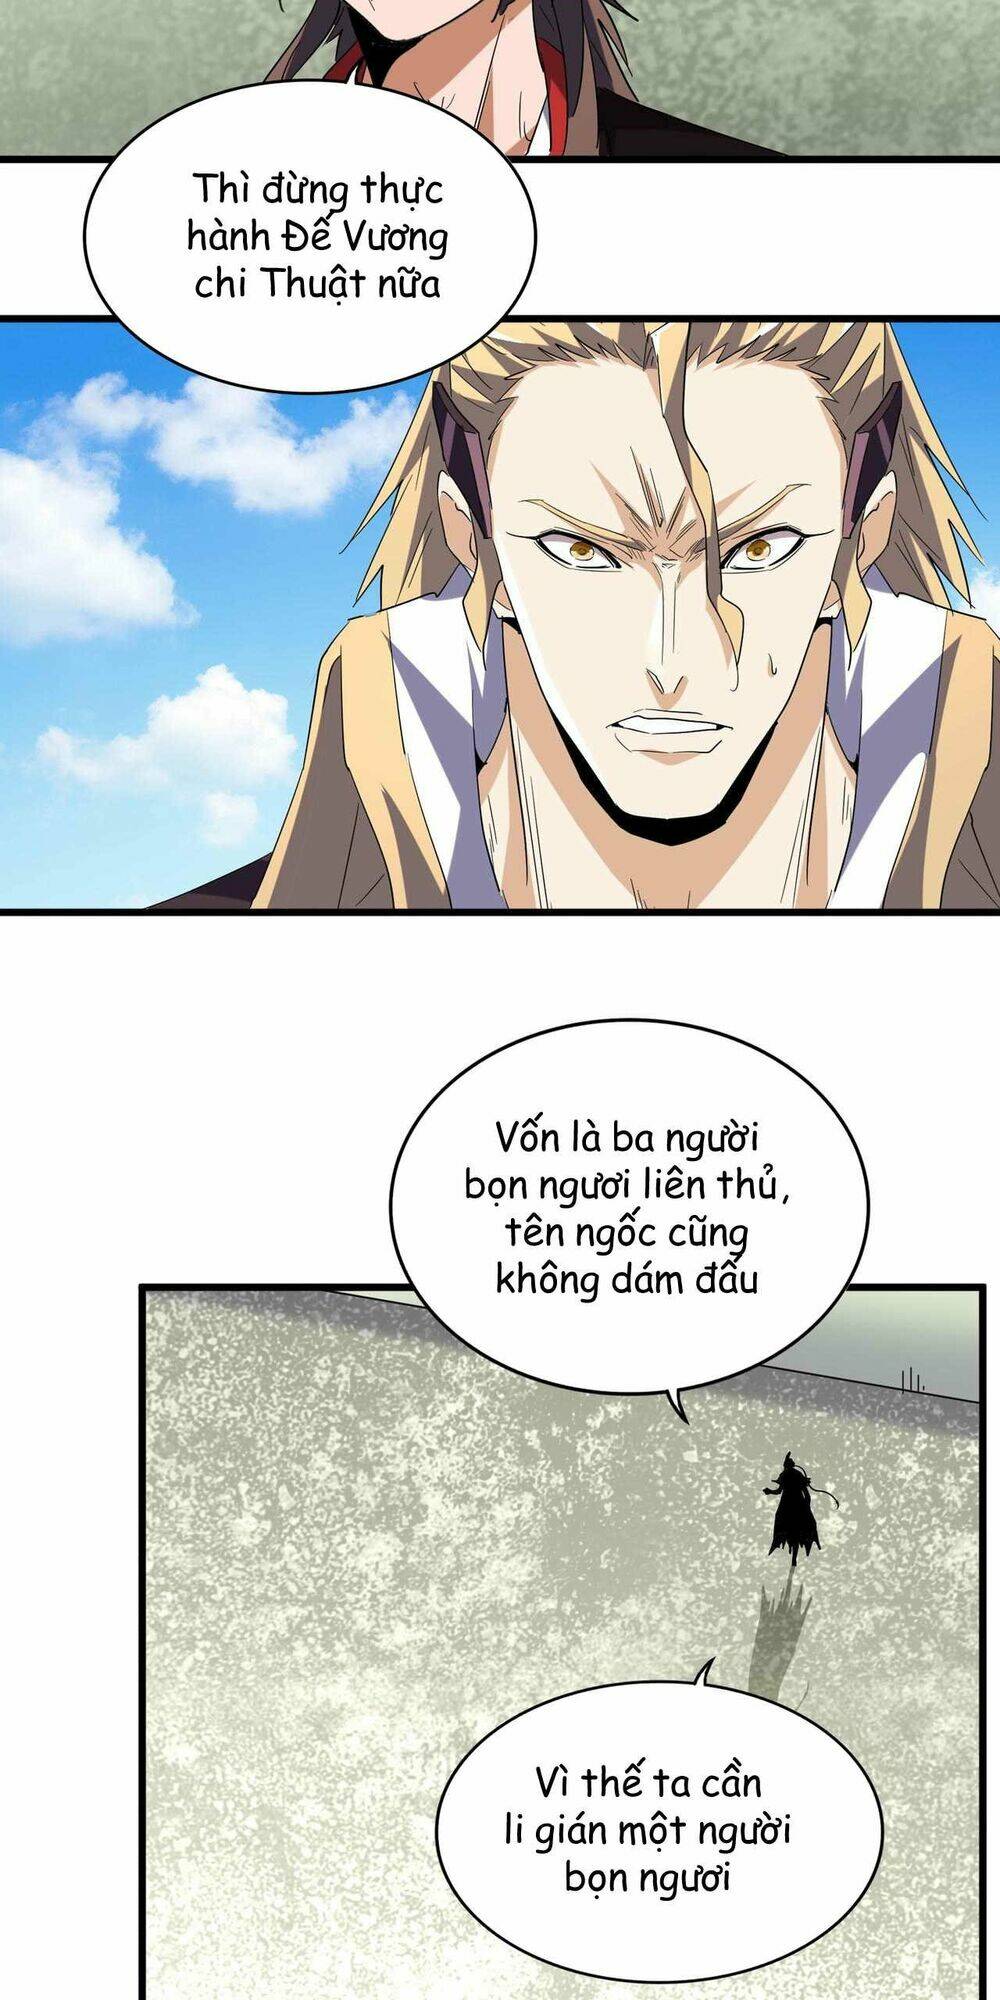 Thì đừng thực
hành Đế Vương
chi Thuật nữa
Vốn là ba người
bọn ngươi liên thủ,
tên ngốc cũng
không dám đấu
Vì thế ta cần
li gián một người
bọn ngươi